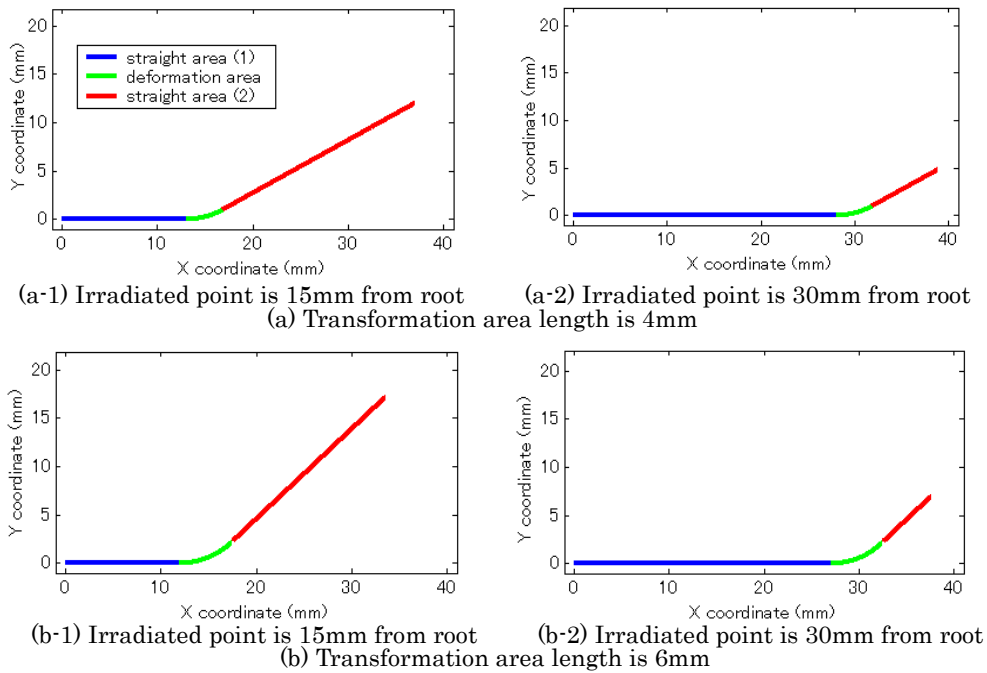 20
15
10
5
0
Y coordinate (mm)
straight area (1)
deformation area
straight area (2)
0 10 20 30 40
X coordinate (mm)
(a-1) Irradiated point is 15mm from root
20
15
10
5
0
Y coordinate (mm)
0 10 20 30 40
X coordinate (mm)
(a-2) Irradiated point is 30mm from root
(a) Transformation area length is 4mm
20
15
10
5
0
Y coordinate (mm)
0 10 20 30 40
X coordinate (mm)
(b-1) Irradiated point is 15mm from root
20
15
10
5
0
Y coordinate (mm)
0 10 20 30 40
X coordinate (mm)
(b-2) Irradiated point is 30mm from root
(b) Transformation area length is 6mm